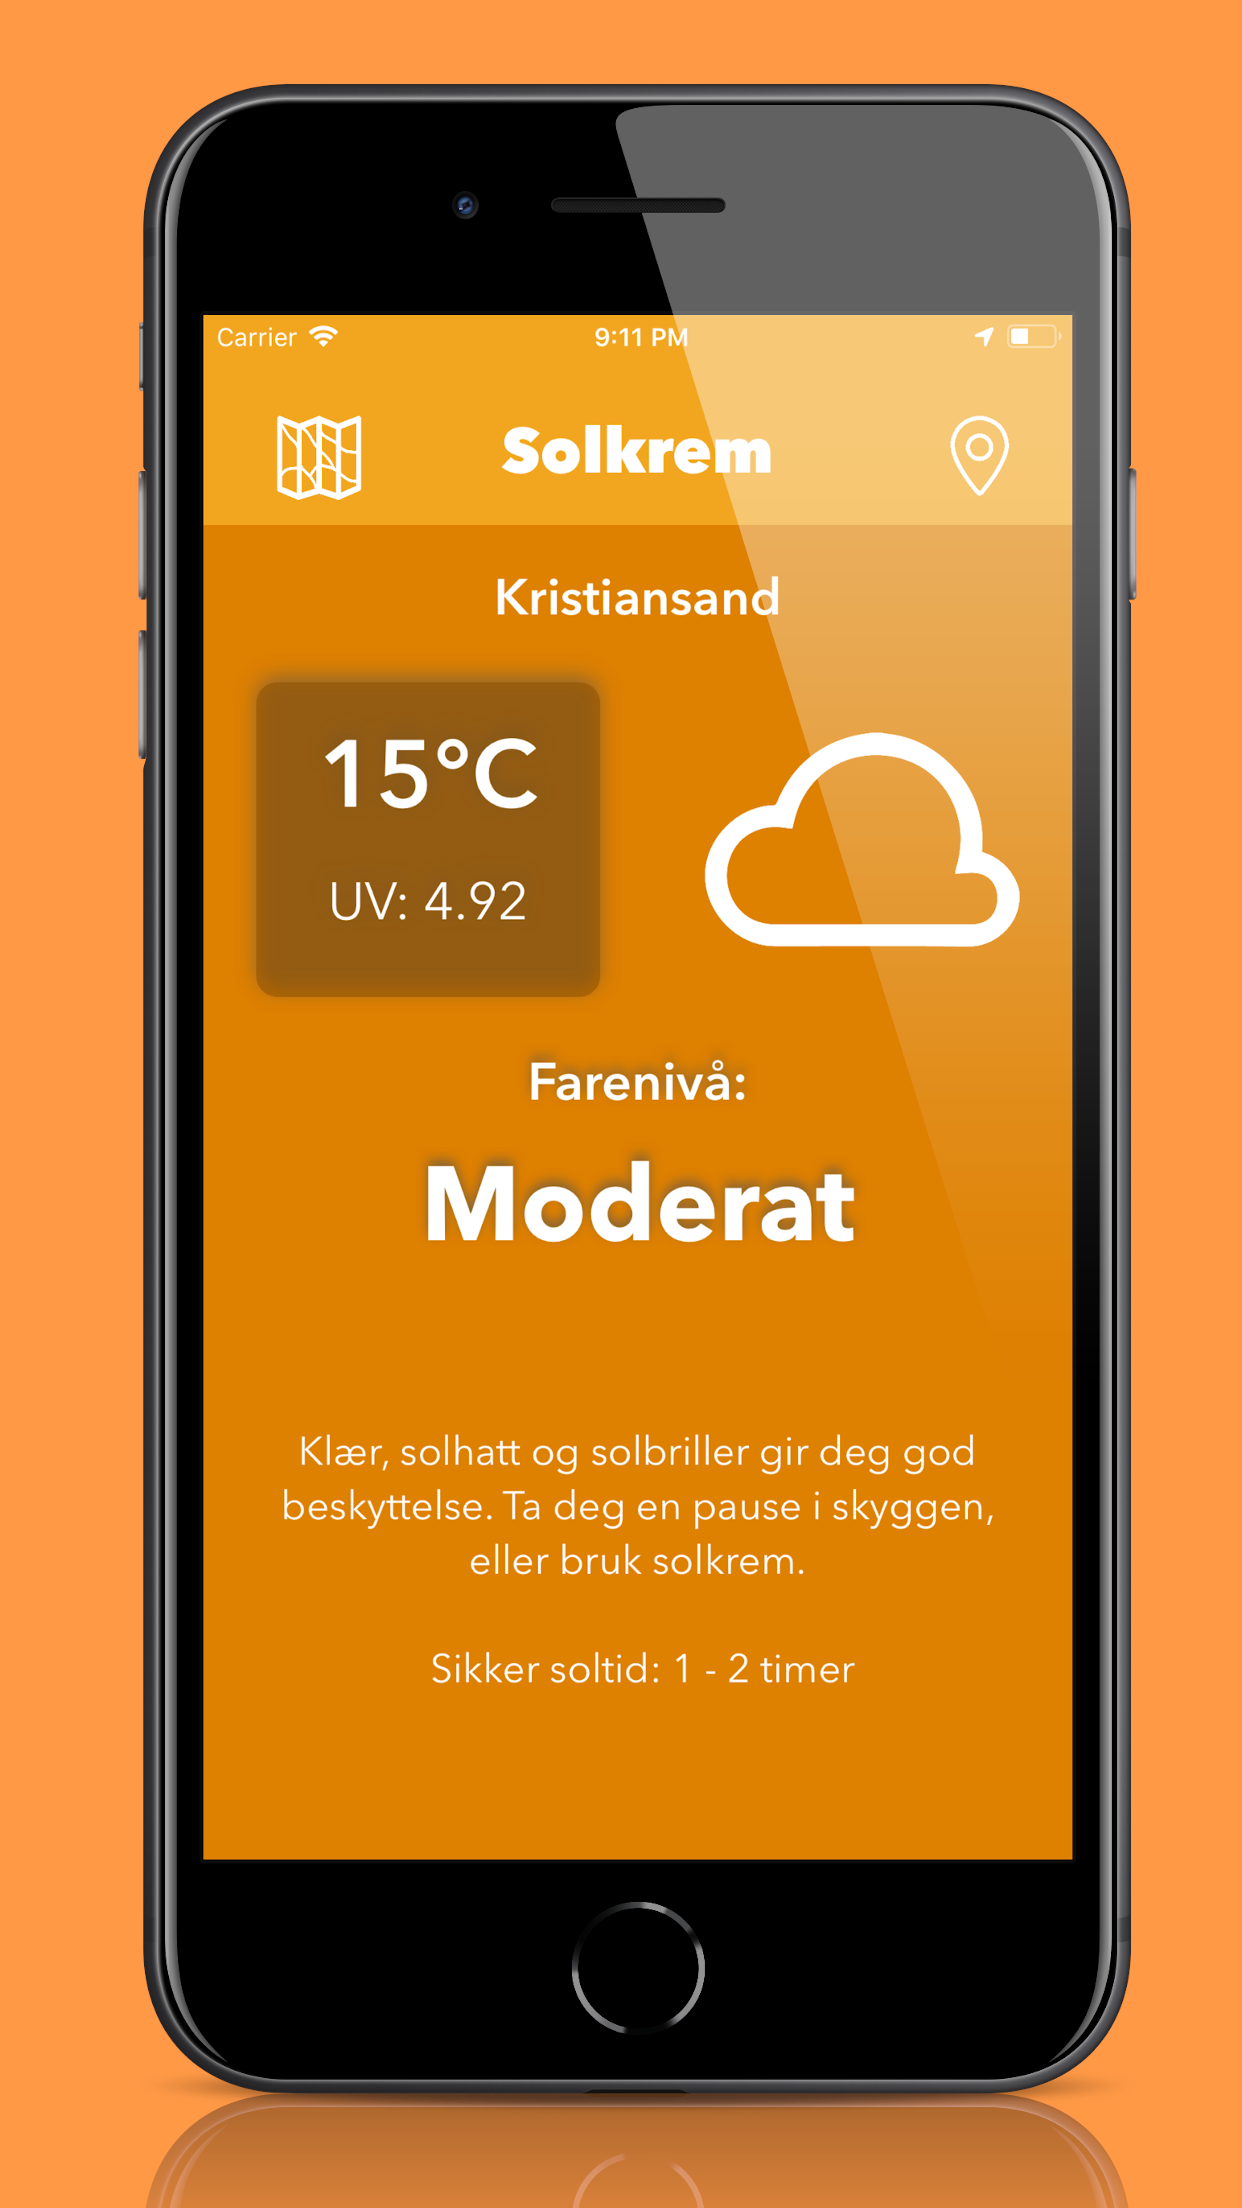 Carrier 9:11 PM
Solkrem
Kristiansand
15°C
UV: 4.92
Farenivå:
Moderat
Klær, solhatt og solbriller gir deg god
beskyttelse. Ta deg en pause i skyggen,
eller bruk solkrem.
Sikker soltid: 1 - 2 timer